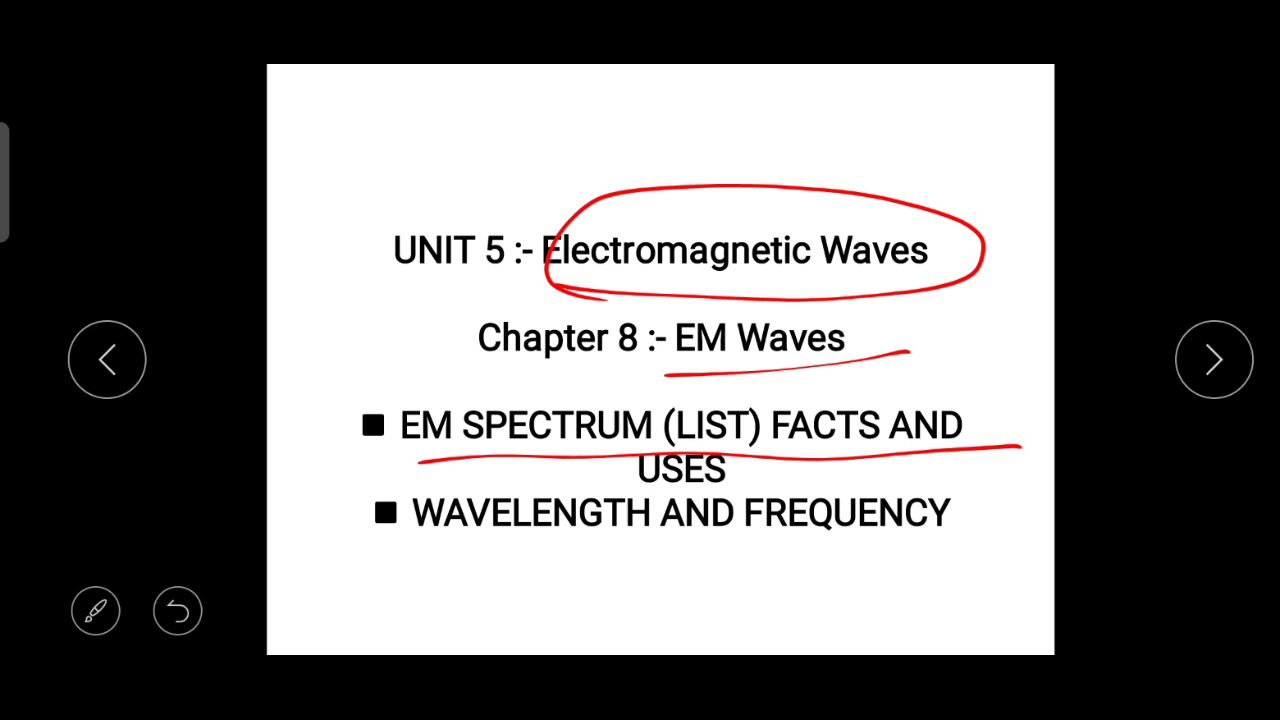 UNIT 5 :- Electromagnetic Waves
Chapter 8 :- EM Waves
■ EM SPECTRUM (LIST) FACTS AND
USES
■ WAVELENGTH AND FREQUENCY